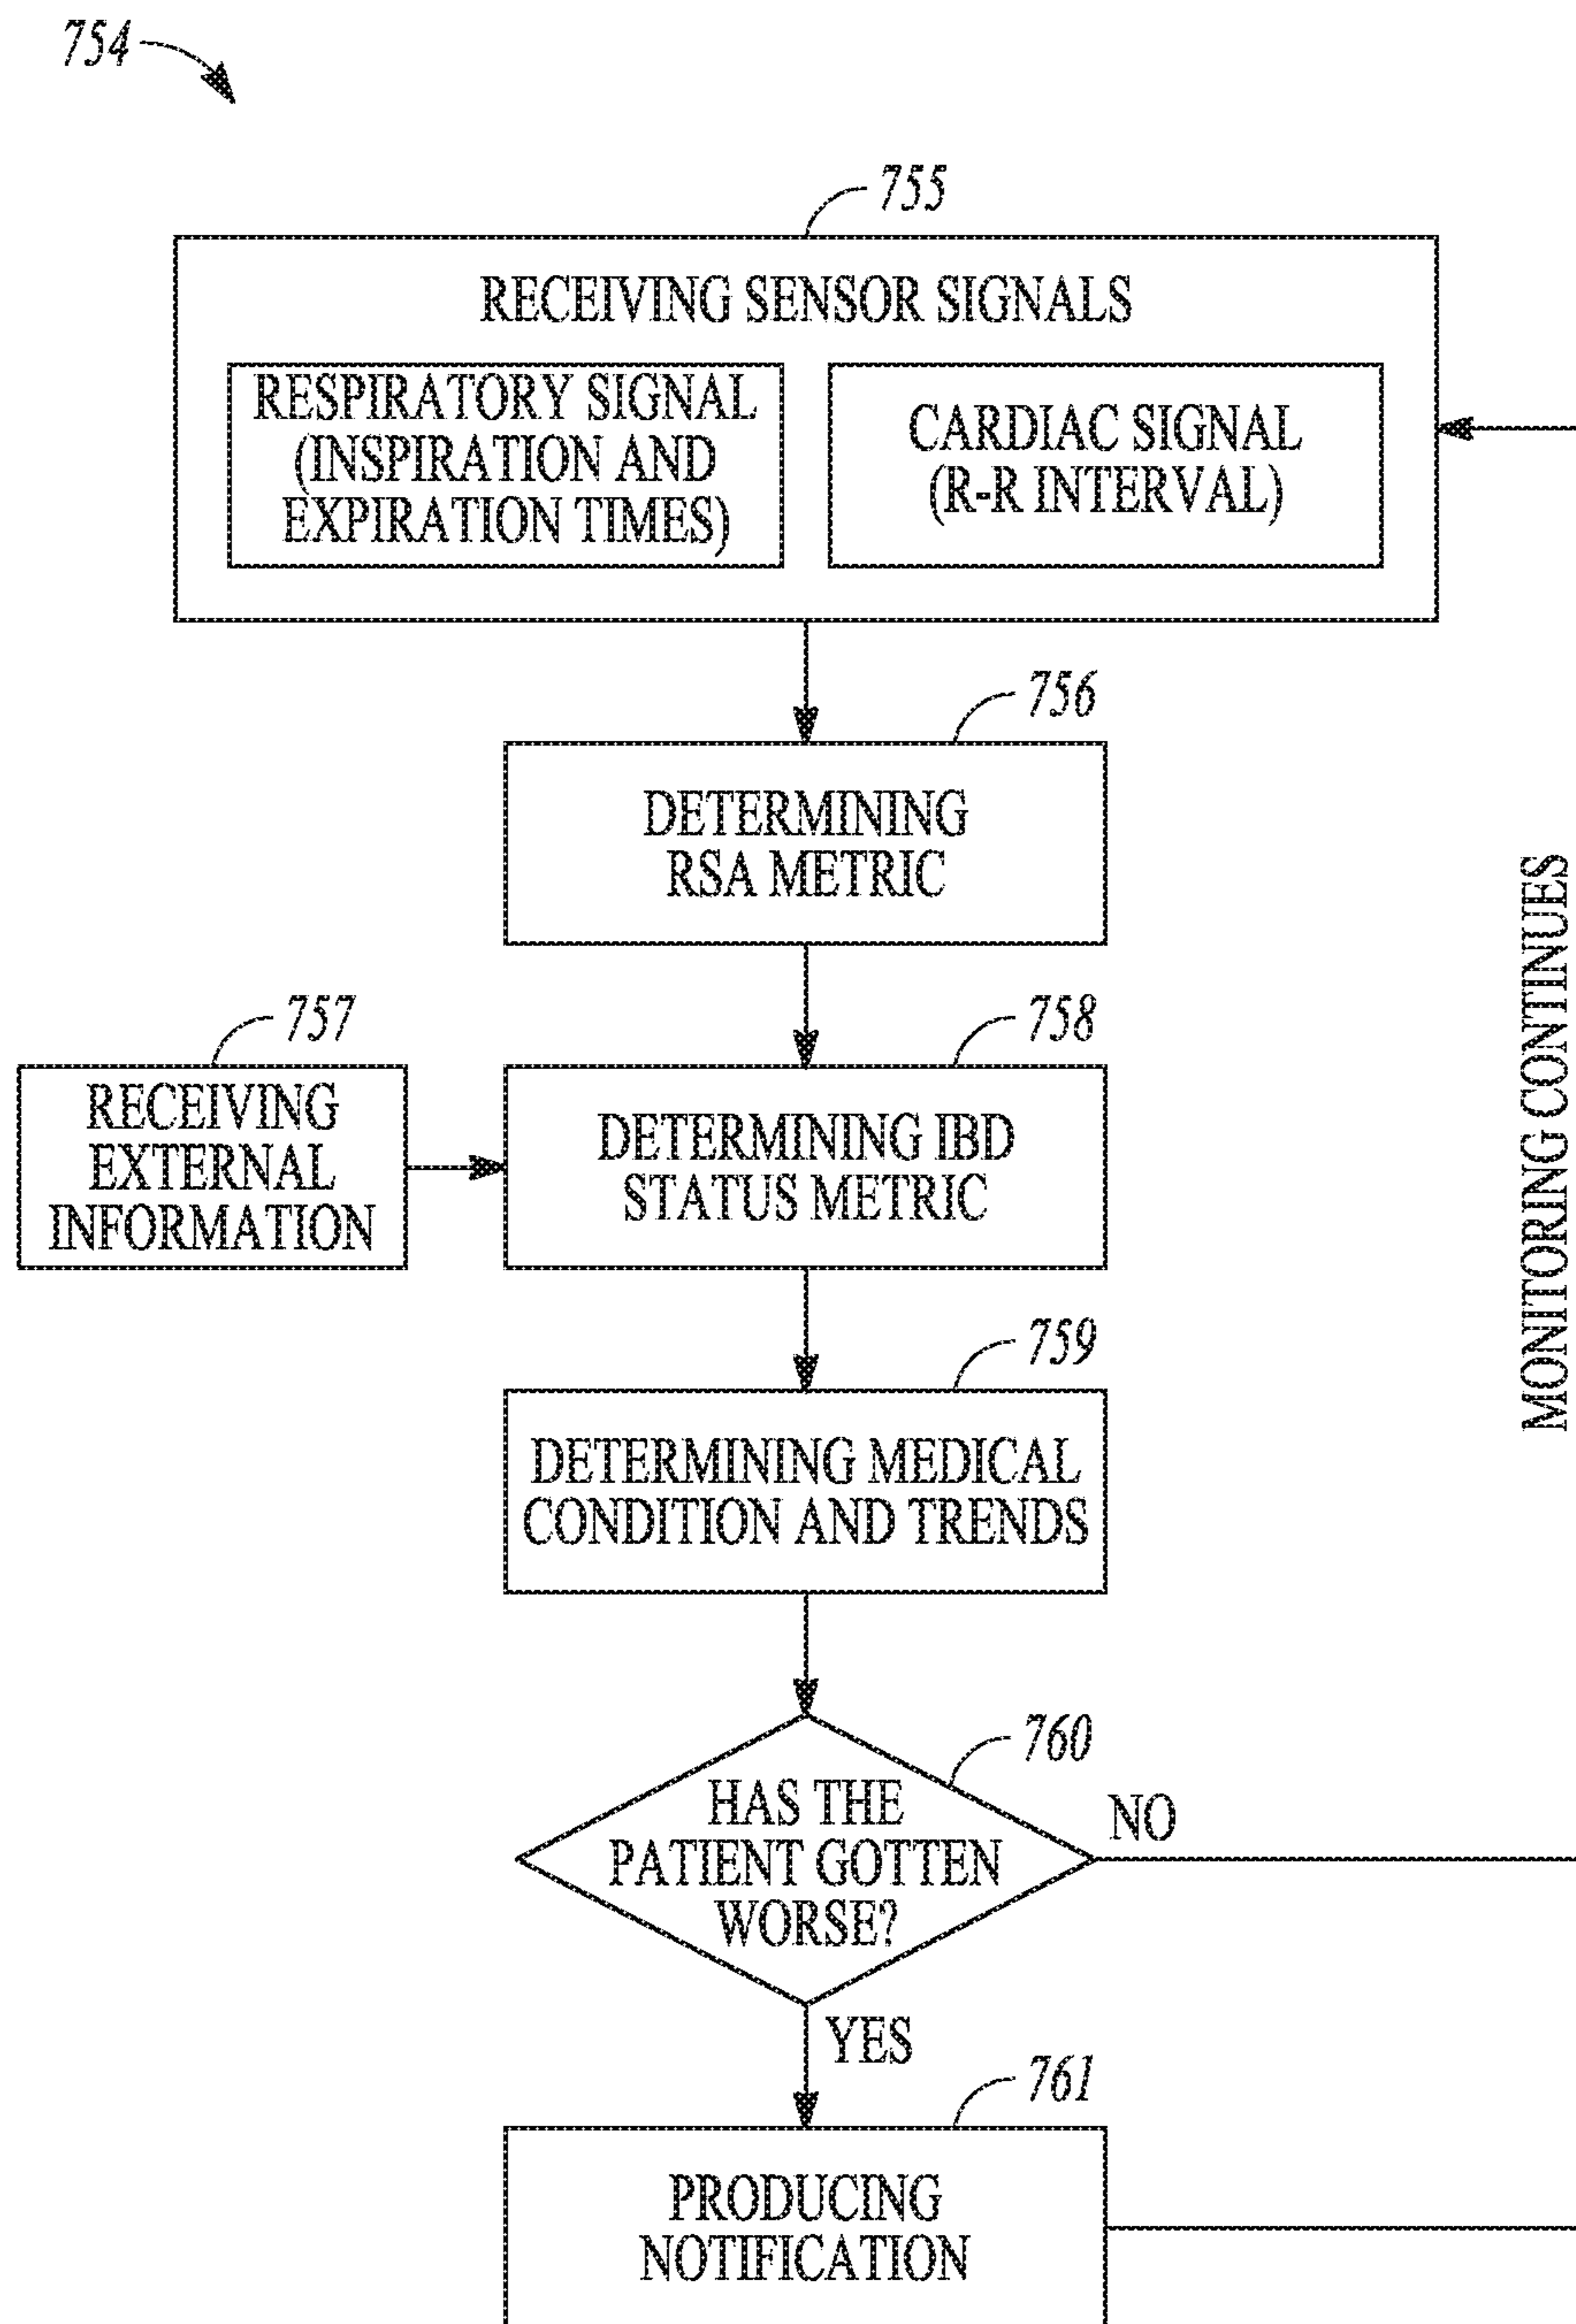 754
755
RECEIVING SENSOR SIGNALS
RESPIRATORY SIGNAL
(INSPIRATION AND
EXPIRATION TIMES)
CARDIAC SIGNAL
(R-R INTERVAL)
756
DETERMINING
RSA METRIC
757
RECEIVING
EXTERNAL
INFORMATION
758
DETERMINING IBD
STATUS METRIC
MONITORING CONTINUES
759
DETERMINING MEDICAL
CONDITION AND TRENDS
760
HAS THE
PATIENT GOTTEN
WORSE?
NO
YES
761
PRODUCING
NOTIFICATION